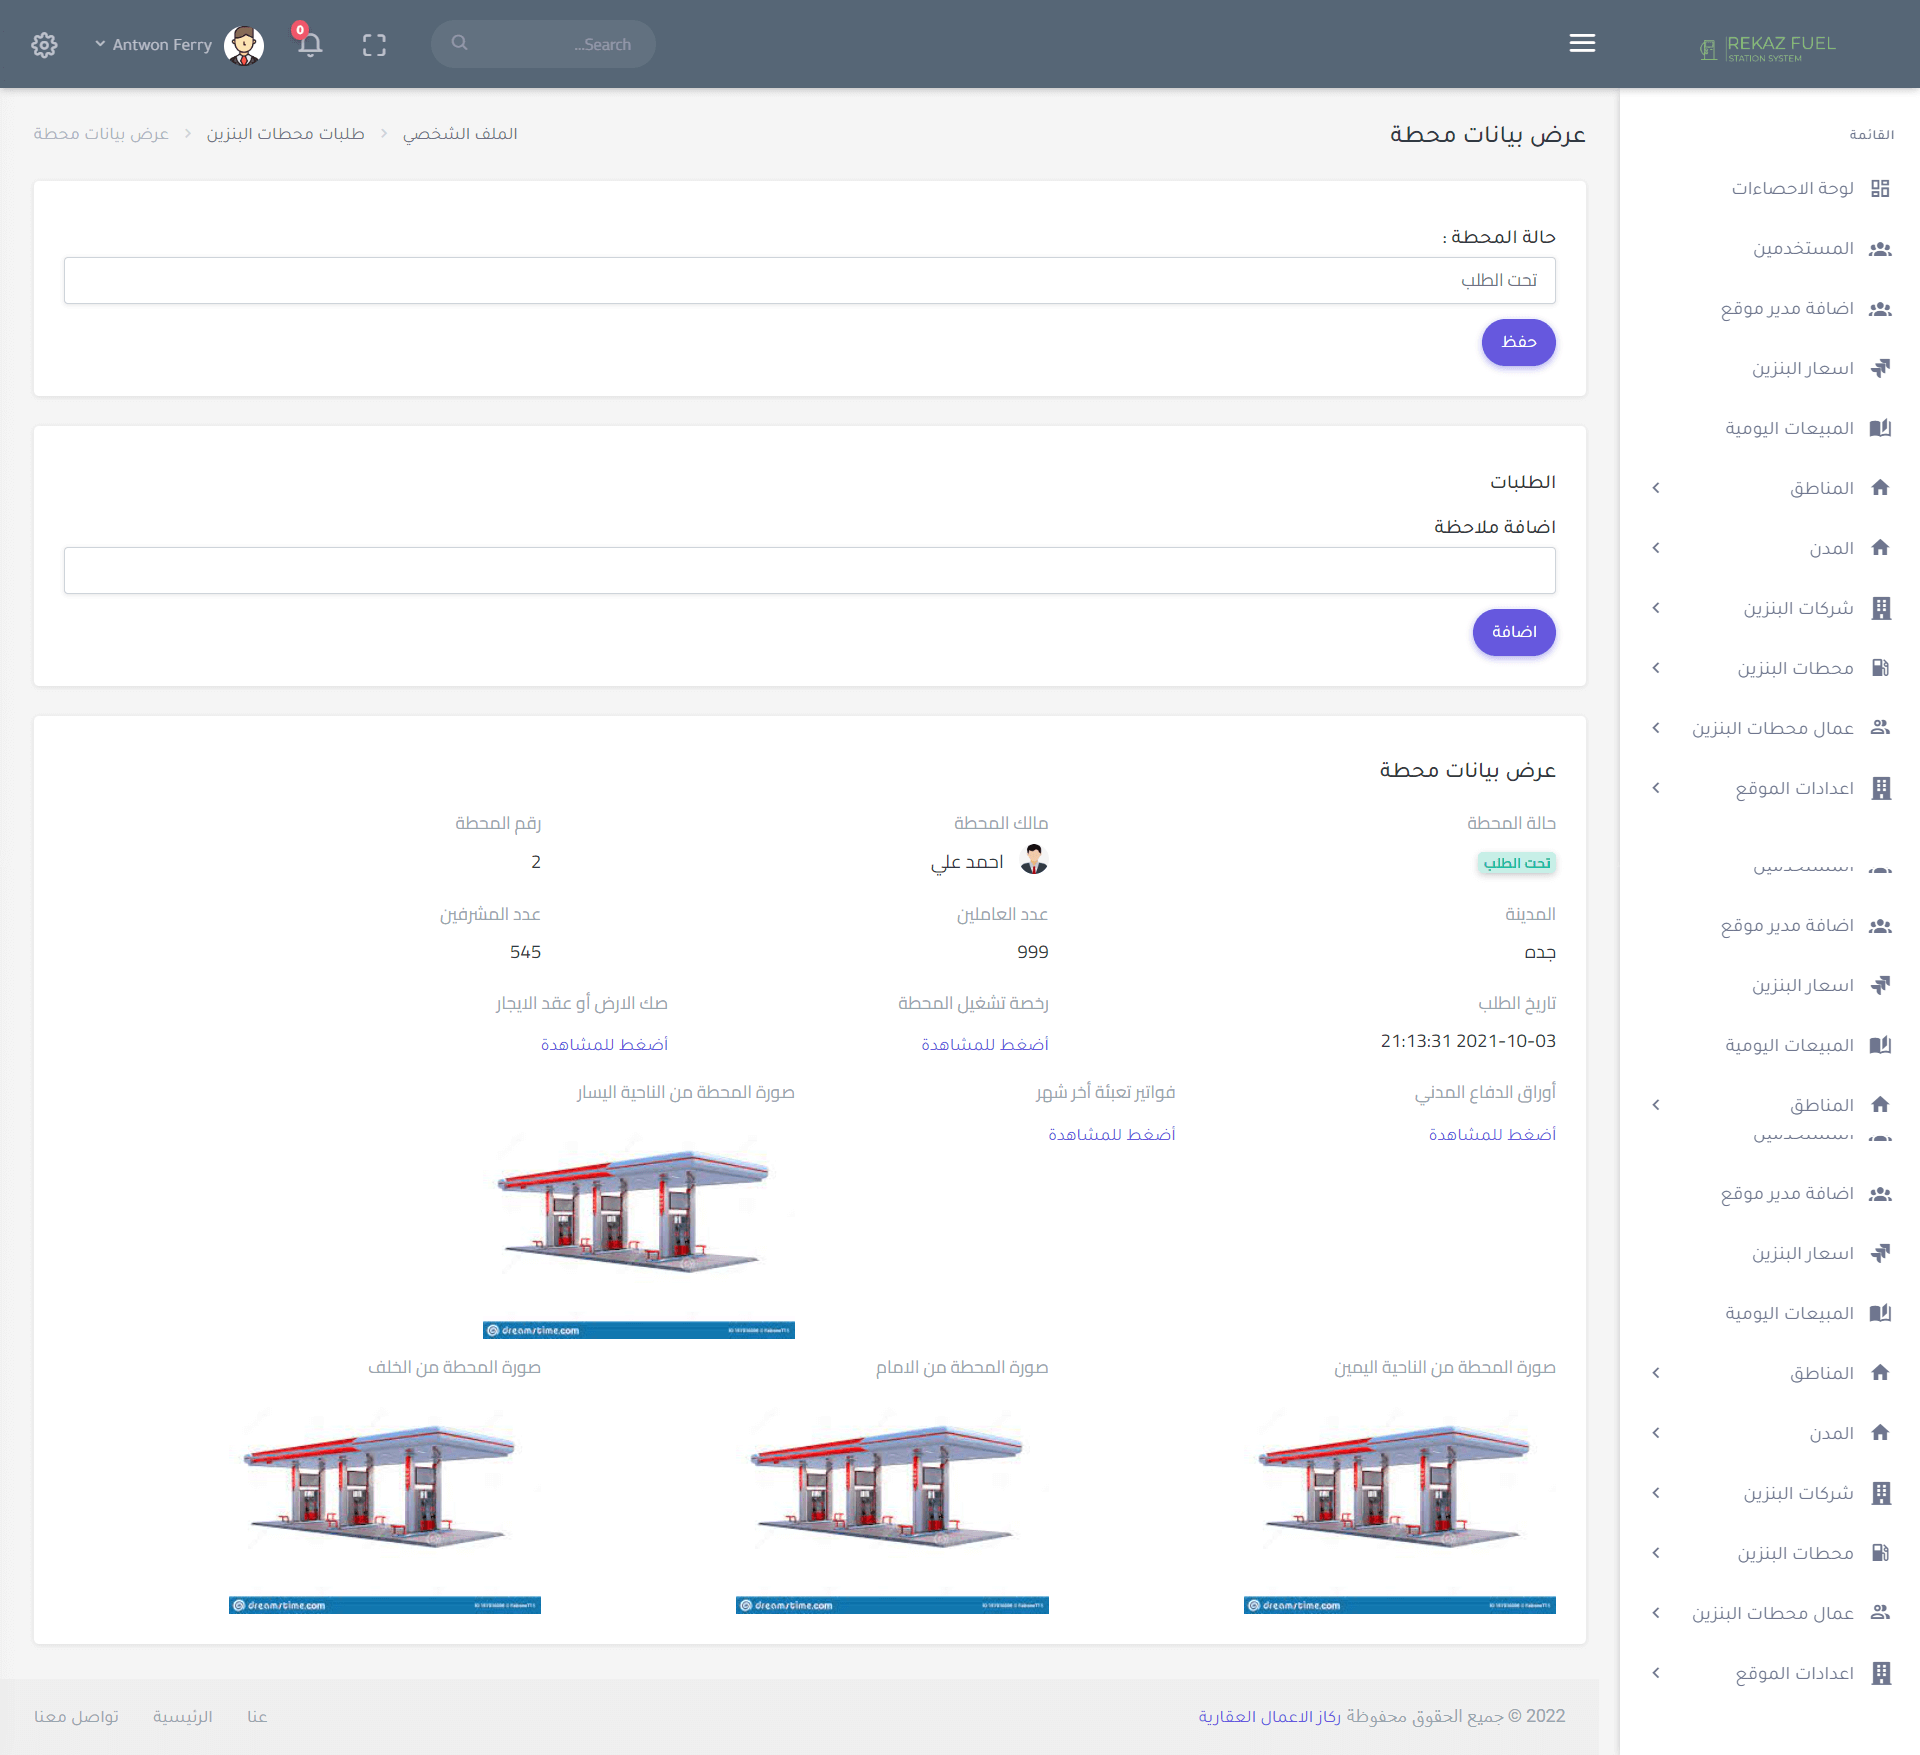 REKAZ FUEL
STATION SYSTEM
Search...
0
Antwon Ferry
القائمة
لوحة الاحصاءات
المستخدمين
اضافة مدير موقع
اسعار البنزين
المبيعات اليومية
المناطق
المدن
شركات البنزين
محطات البنزين
عمال محطات البنزين
اعدادات الموقع
المستخدمين
اضافة مدير موقع
اسعار البنزين
المبيعات اليومية
المناطق
المستخدمين
اضافة مدير موقع
اسعار البنزين
المبيعات اليومية
المناطق
المدن
شركات البنزين
محطات البنزين
عمال محطات البنزين
اعدادات الموقع
عرض بيانات محطة
الملف الشخصي > طلبات محطات البنزين > عرض بيانات محطة
حالة المحطة :
تحت الطلب
حفظ
الطلبات
اضافة ملاحظة
اضافة
عرض بيانات محطة
حالة المحطة مالك المحطة رقم المحطة
تحت الطلب احمد علي 2
المدينة عدد العاملين عدد المشرفين
جده 999 545
تاريخ الطلب رخصة تشغيل المحطة صك الارض أو عقد الايجار
2021-10-03 21:13:31 أضغط للمشاهدة أضغط للمشاهدة
أوراق الدفاع المدني فواتير تعبئة أخر شهر صورة المحطة من الناحية اليسار
أضغط للمشاهدة أضغط للمشاهدة
dreamstime.com
صورة المحطة من الناحية اليمين صورة المحطة من الامام صورة المحطة من الخلف
dreamstime.com
dreamstime.com
dreamstime.com
2022 © جميع الحقوق محفوظة ركاز الاعمال العقارية
عنا الرئيسية تواصل معنا